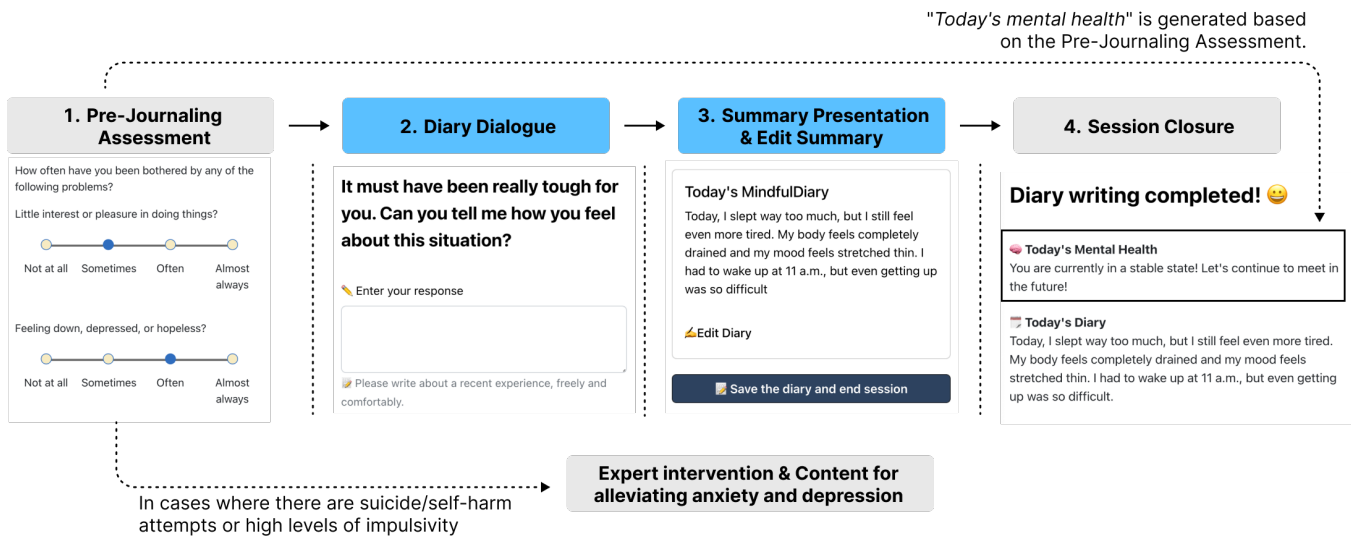 "Today's mental health" is generated based
on the Pre-Journaling Assessment.
1. Pre-Journaling
Assessment
How often have you been bothered by any of the
following problems?
Little interest or pleasure in doing things?
Not at all Sometimes Often Almost
always
Feeling down, depressed, or hopeless?
Not at all Sometimes Often Almost
always
2. Diary Dialogue
It must have been really tough for
you. Can you tell me how you feel
about this situation?
✏️ Enter your response
📝 Please write about a recent experience, freely and
comfortably.
3. Summary Presentation
& Edit Summary
Today's MindfulDiary
Today, I slept way too much, but I still feel
even more tired. My body feels completely
drained and my mood feels stretched thin. I
had to wake up at 11 a.m., but even getting up
was so difficult
✍️Edit Diary
📝 Save the diary and end session
4. Session Closure
Diary writing completed! 😀
🧠 Today's Mental Health
You are currently in a stable state! Let's continue to meet in
the future!
🗓️ Today's Diary
Today, I slept way too much, but I still feel even more tired.
My body feels completely drained and my mood feels
stretched thin. I had to wake up at 11 a.m., but even getting
up was so difficult.
In cases where there are suicide/self-harm
attempts or high levels of impulsivity
Expert intervention & Content for
alleviating anxiety and depression